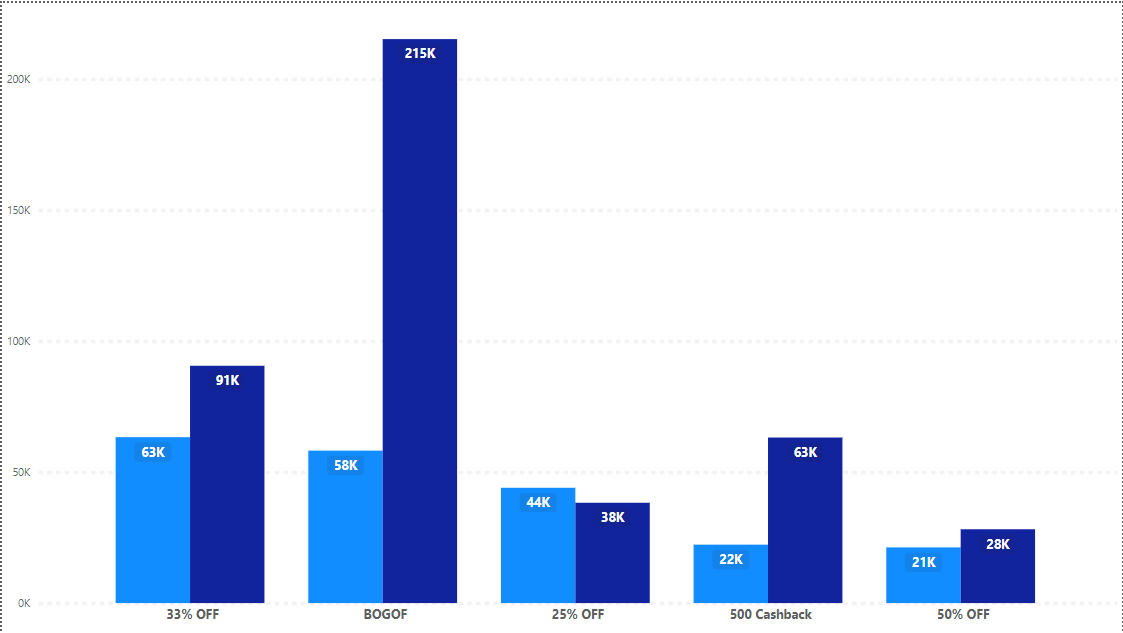 215K
200K
150K
100K
91K
63K
58K
63K
50K
44K
38K
22K
21K
28K
0K
33% OFF
BOGOF
25% OFF
500 Cashback
50% OFF